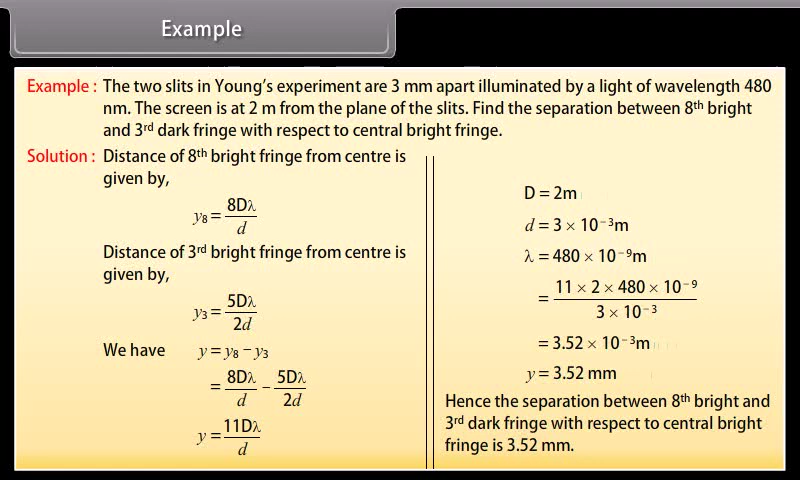 Example
Example : The two slits in Young's experiment are 3 mm apart illuminated by a light of wavelength 480
nm. The screen is at 2 m from the plane of the slits. Find the separation between 8th bright
and 3rd dark fringe with respect to central bright fringe.
Solution : Distance of 8th bright fringe from centre is
given by,
y8 = 8Dλ / d
Distance of 3rd bright fringe from centre is
given by,
y3 = 5Dλ / 2d
We have y = y8 − y3
= 8Dλ / d − 5Dλ / 2d
y = 11Dλ / d
D = 2m
d = 3 × 10⁻³m
λ = 480 × 10⁻⁹m
= 11 × 2 × 480 × 10⁻⁹ / 3 × 10⁻³
= 3.52 × 10⁻³m
y = 3.52 mm
Hence the separation between 8th bright and
3rd dark fringe with respect to central bright
fringe is 3.52 mm.